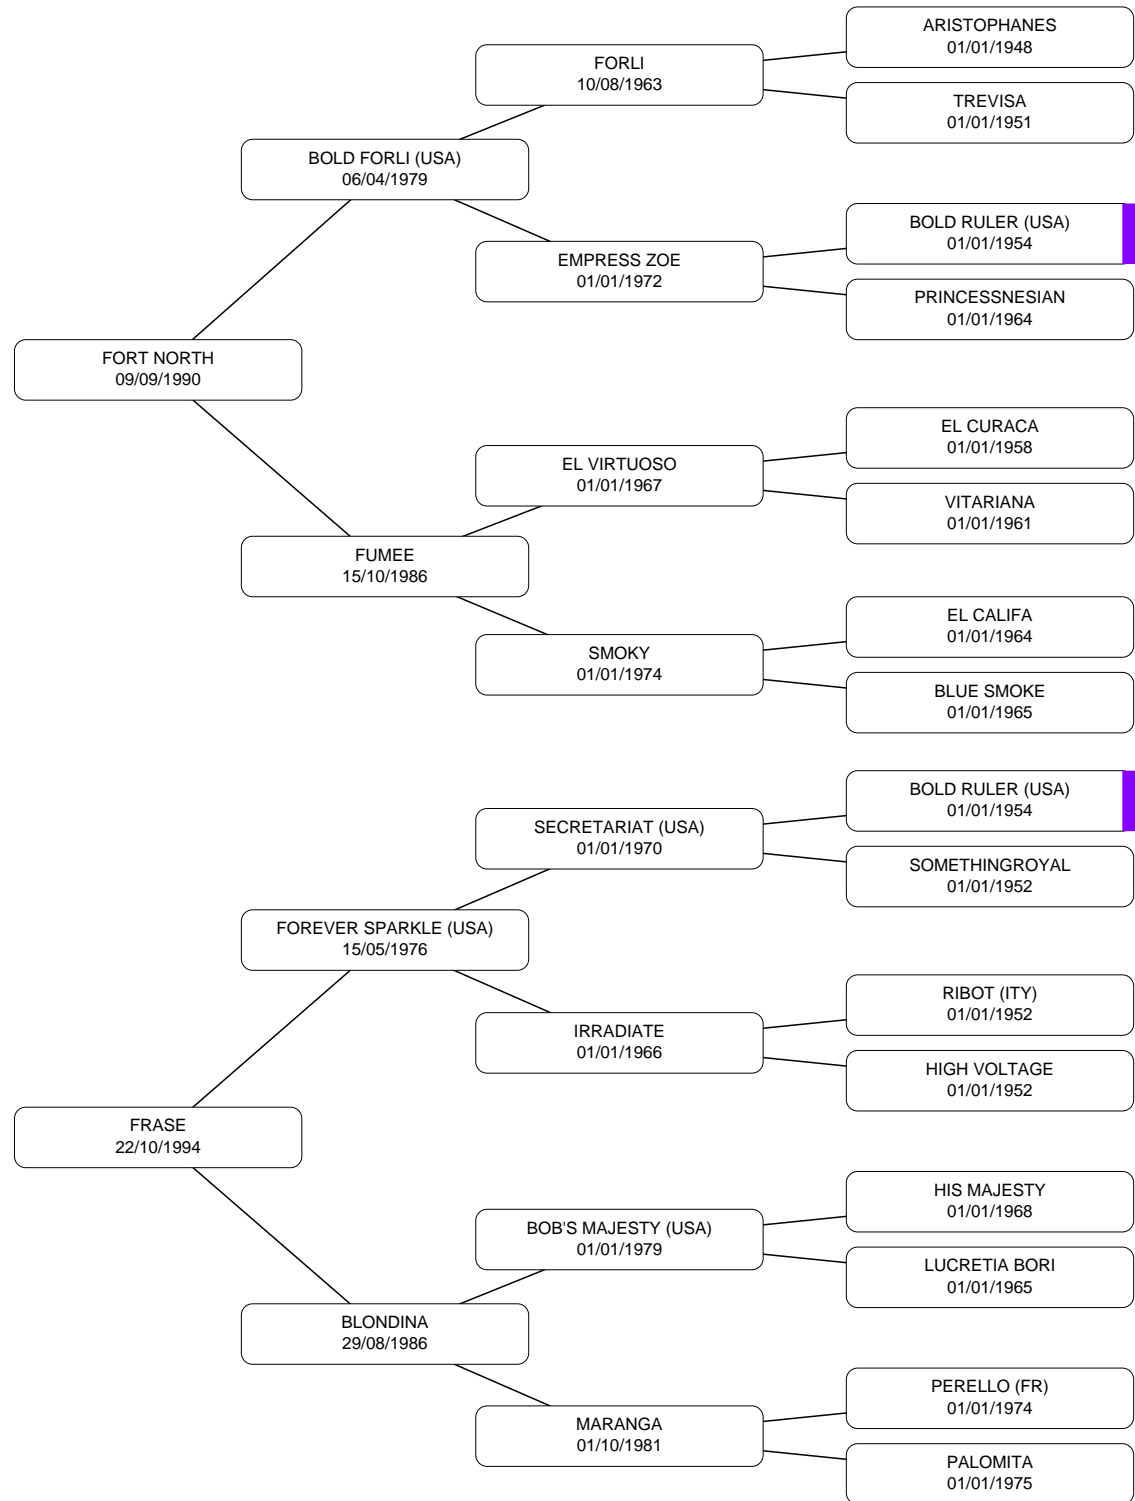 ARISTOPHANES
01/01/1948
FORLI
10/08/1963
TREVISA
01/01/1951
BOLD FORLI (USA)
06/04/1979
BOLD RULER (USA)
01/01/1954
EMPRESS ZOE
01/01/1972
PRINCESSNESIAN
01/01/1964
FORT NORTH
09/09/1990
EL CURACA
01/01/1958
EL VIRTUOSO
01/01/1967
VITARIANA
01/01/1961
FUMEE
15/10/1986
EL CALIFA
01/01/1964
SMOKY
01/01/1974
BLUE SMOKE
01/01/1965
BOLD RULER (USA)
01/01/1954
SECRETARIAT (USA)
01/01/1970
SOMETHINGROYAL
01/01/1952
FOREVER SPARKLE (USA)
15/05/1976
RIBOT (ITY)
01/01/1952
IRRADIATE
01/01/1966
HIGH VOLTAGE
01/01/1952
FRASE
22/10/1994
HIS MAJESTY
01/01/1968
BOB'S MAJESTY (USA)
01/01/1979
LUCRETIA BORI
01/01/1965
BLONDINA
29/08/1986
PERELLO (FR)
01/01/1974
MARANGA
01/10/1981
PALOMITA
01/01/1975